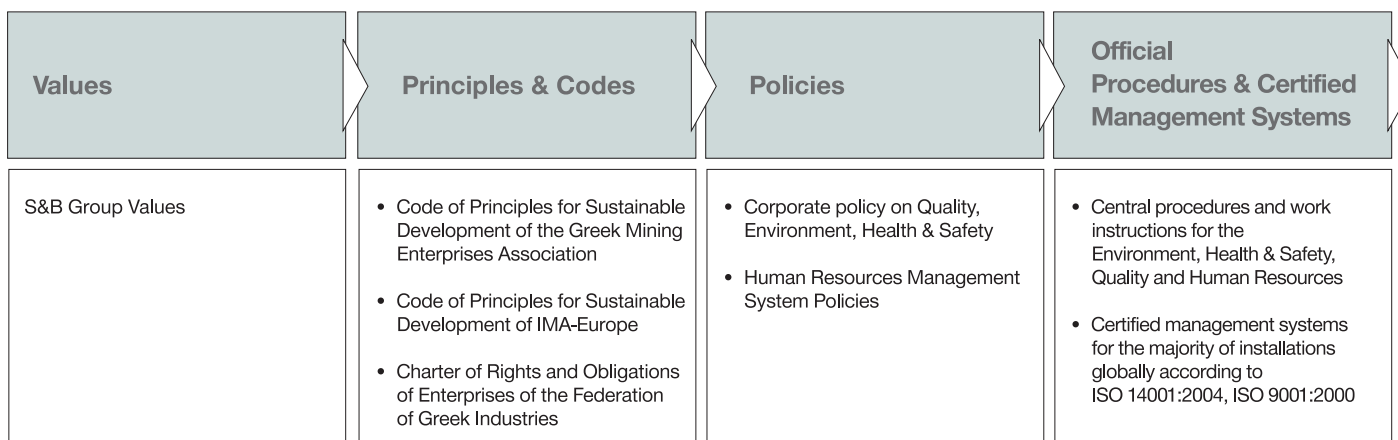 Values
Principles & Codes
Policies
Official
Procedures & Certified
Management Systems
S&B Group Values
• Code of Principles for Sustainable
Development of the Greek Mining
Enterprises Association
• Code of Principles for Sustainable
Development of IMA-Europe
• Charter of Rights and Obligations
of Enterprises of the Federation
of Greek Industries
• Corporate policy on Quality,
Environment, Health & Safety
• Human Resources Management
System Policies
• Central procedures and work
instructions for the
Environment, Health & Safety,
Quality and Human Resources
• Certified management systems
for the majority of installations
globally according to
ISO 14001:2004, ISO 9001:2000